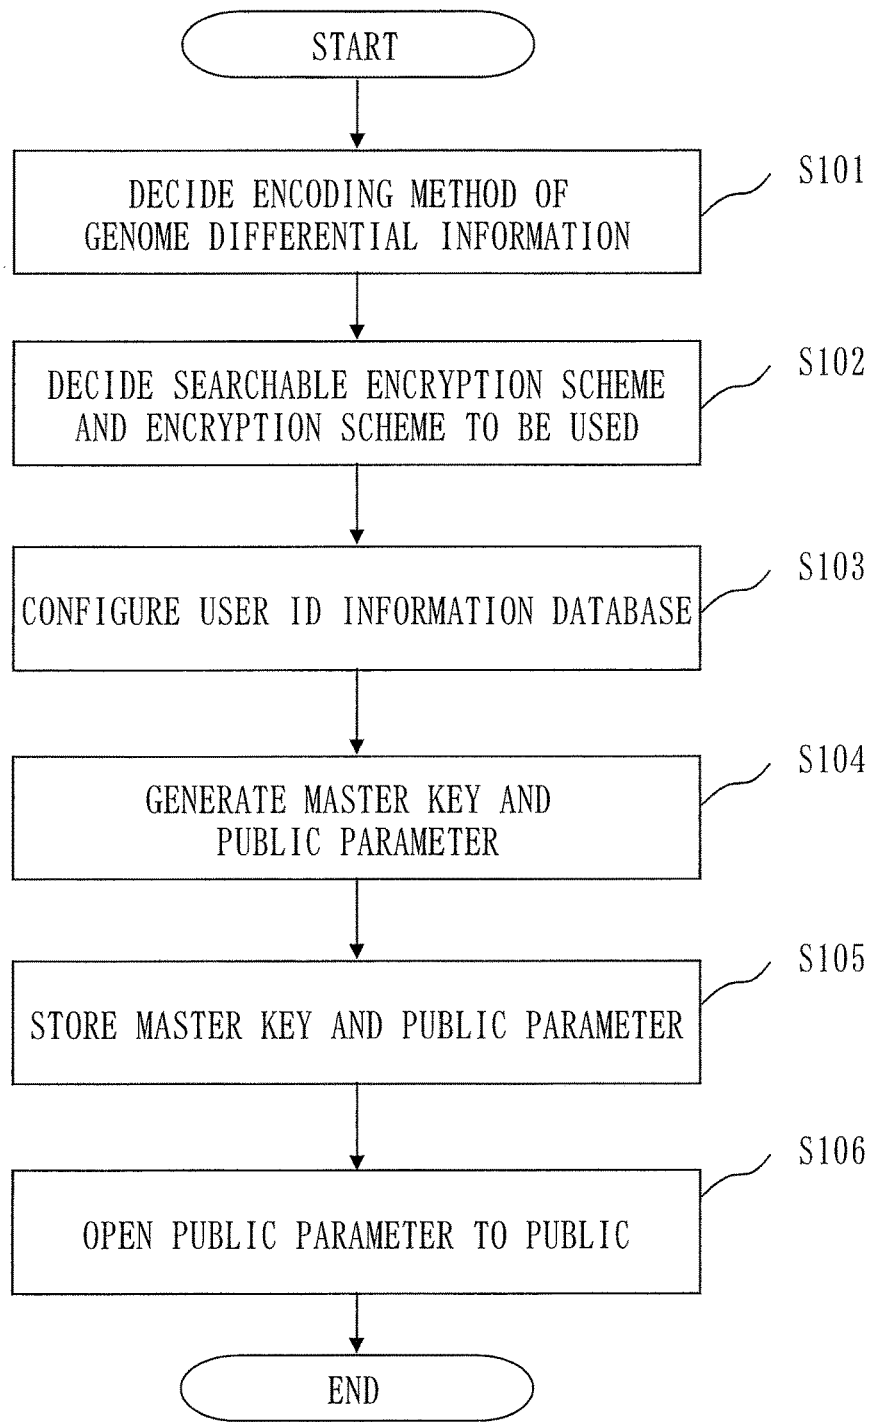 START
DECIDE ENCODING METHOD OF
GENOME DIFFERENTIAL INFORMATION
S101
DECIDE SEARCHABLE ENCRYPTION SCHEME
AND ENCRYPTION SCHEME TO BE USED
S102
CONFIGURE USER ID INFORMATION DATABASE
S103
GENERATE MASTER KEY AND
PUBLIC PARAMETER
S104
STORE MASTER KEY AND PUBLIC PARAMETER
S105
OPEN PUBLIC PARAMETER TO PUBLIC
S106
END